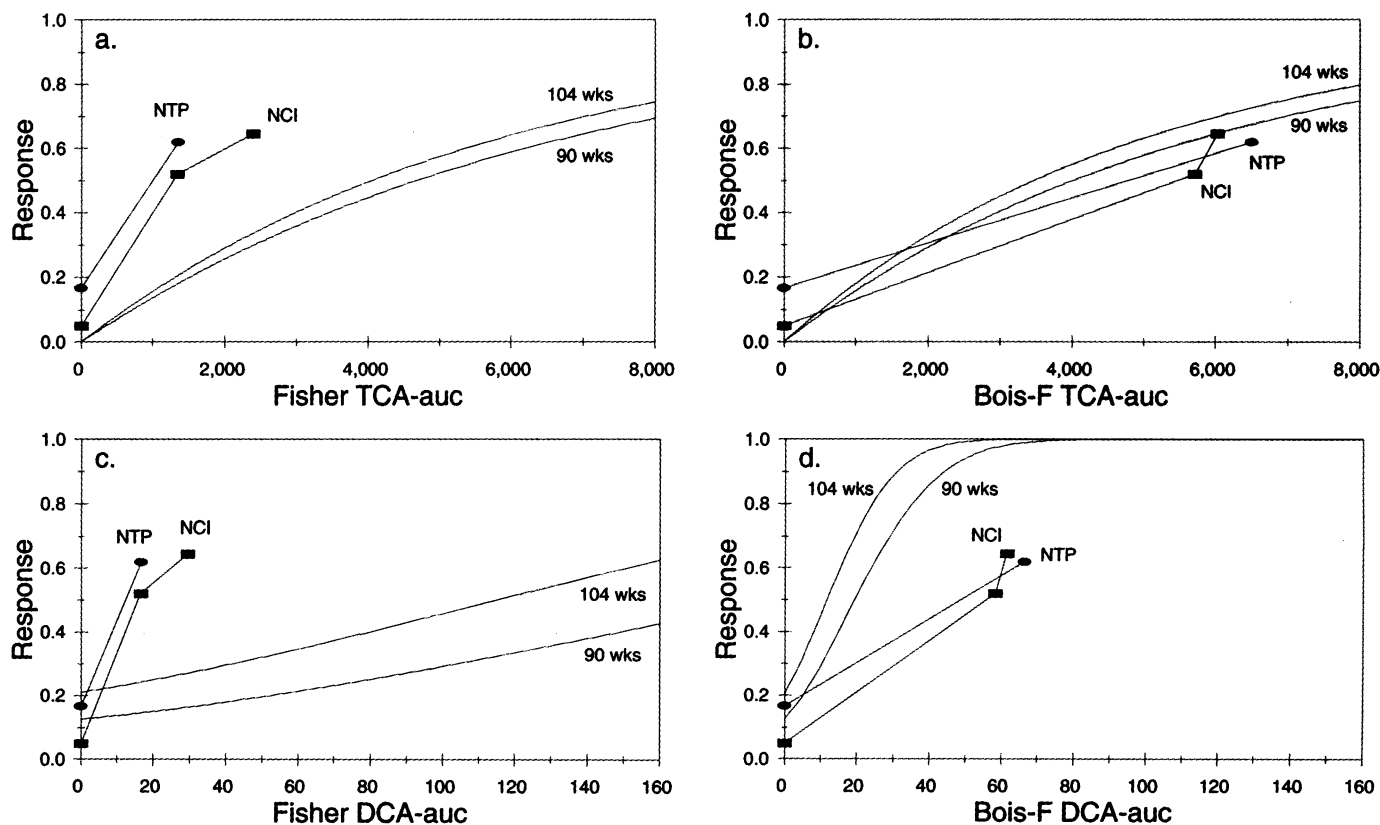 a.
1.0
0.8
0.6
0.4
0.2
0.0
Response
NTP
NCI
104 wks
90 wks
0 2,000 4,000 6,000 8,000
Fisher TCA-auc
b.
1.0
0.8
0.6
0.4
0.2
0.0
Response
104 wks
90 wks
NTP
NCI
0 2,000 4,000 6,000 8,000
Bois-F TCA-auc
c.
1.0
0.8
0.6
0.4
0.2
0.0
Response
NTP
NCI
104 wks
90 wks
0 20 40 60 80 100 120 140 160
Fisher DCA-auc
d.
1.0
0.8
0.6
0.4
0.2
0.0
Response
104 wks
90 wks
NCI
NTP
0 20 40 60 80 100 120 140 160
Bois-F DCA-auc